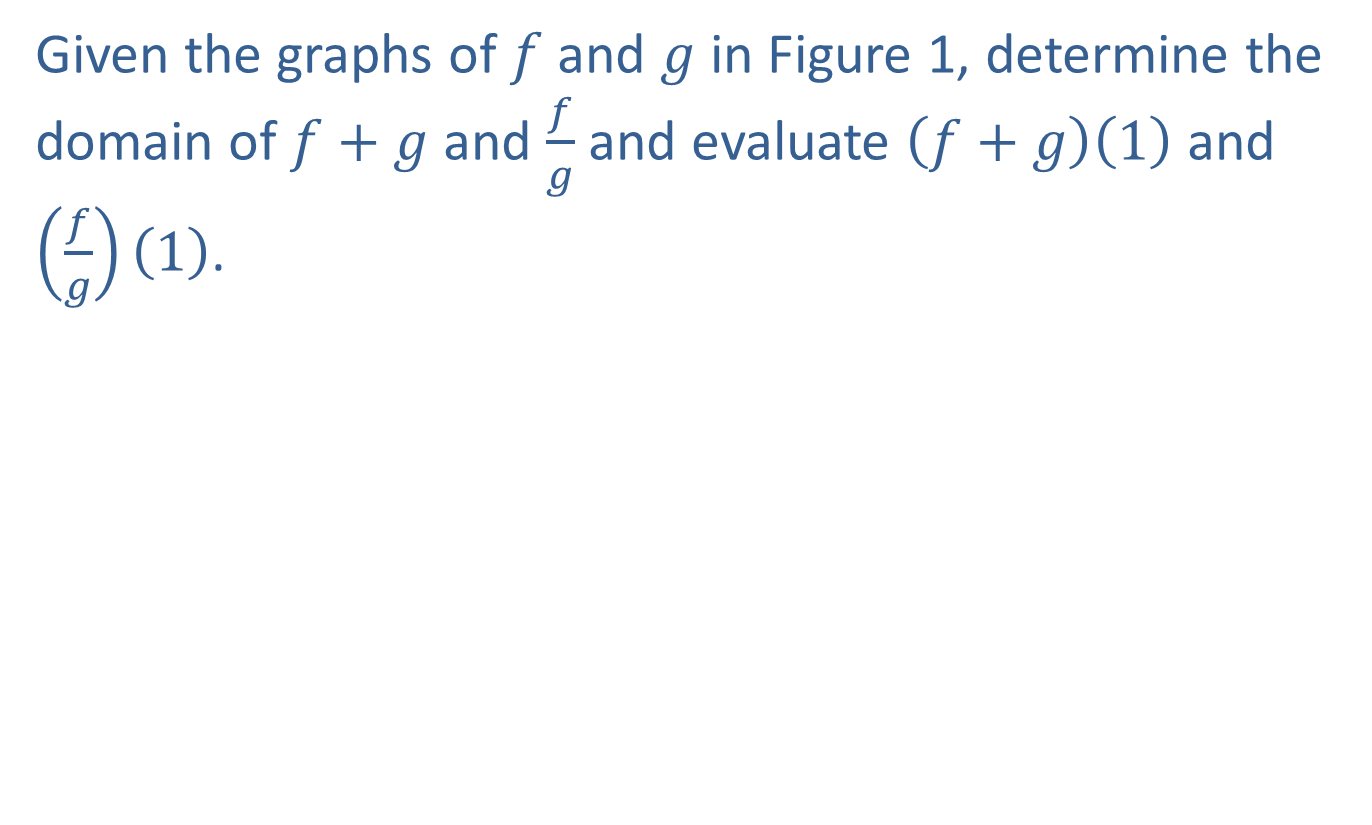 Given the graphs of 𝑓 and 𝑔 in Figure 1, determine the
domain of 𝑓 + 𝑔 and 𝑓/𝑔 and evaluate (𝑓 + 𝑔)(1) and
(𝑓/𝑔)(1).